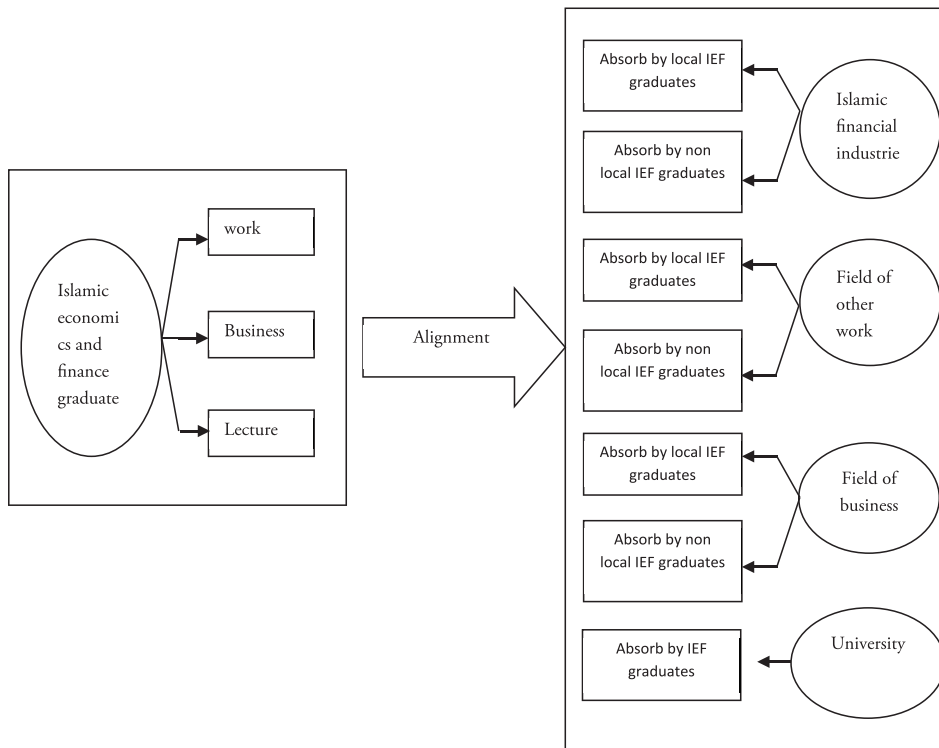 Islamic
economi
cs and
finance
graduate
work
Business
Lecture
Alignment
Absorb by local IEF
graduates
Absorb by non
local IEF graduates
Islamic
financial
industrie
Absorb by local IEF
graduates
Absorb by non
local IEF graduates
Field of
other
work
Absorb by local IEF
graduates
Absorb by non
local IEF graduates
Field of
business
Absorb by IEF
graduates
University